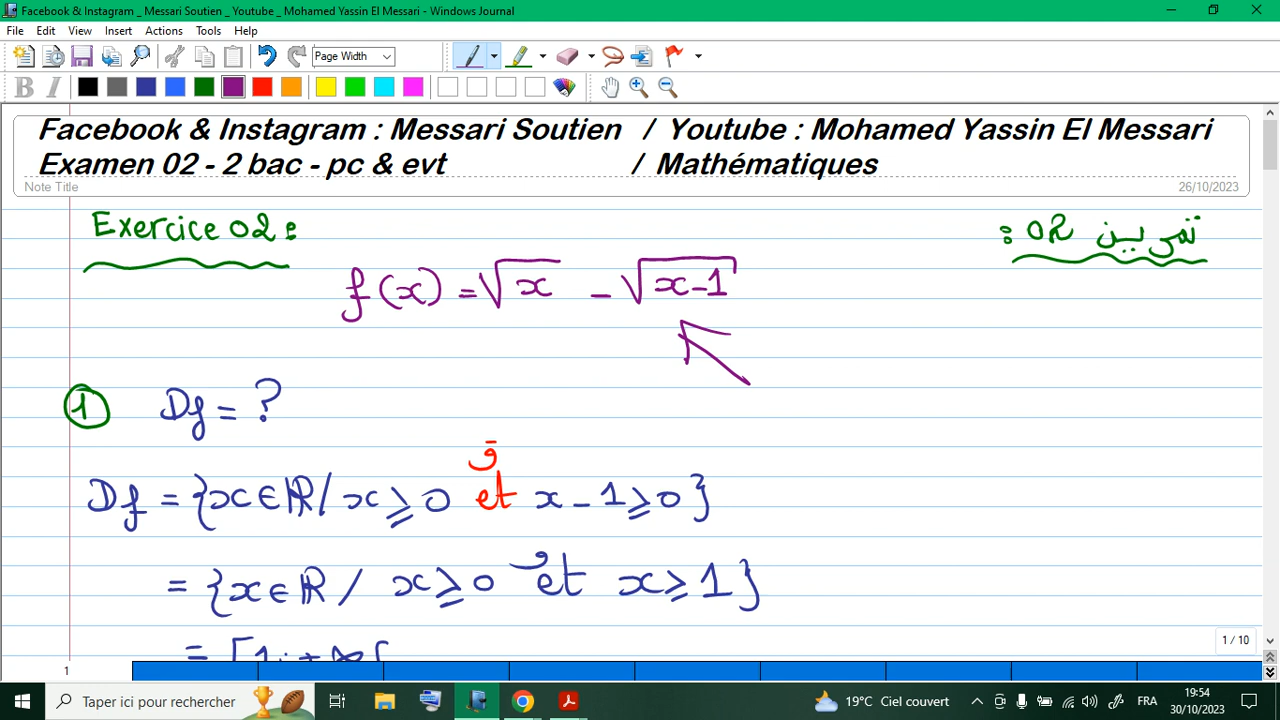 Facebook & Instagram _ Messari Soutien _ Youtube _ Mohamed Yassin El Messari - Windows Journal
File Edit View Insert Actions Tools Help
Page Width
B I
Facebook & Instagram : Messari Soutien / Youtube : Mohamed Yassin El Messari
Examen 02 - 2 bac - pc & evt / Mathématiques
Note Title 26/10/2023
Exercice 02 : تمرين 02 :
f(x) = √x - √x-1
1 Df = ?
و
Df = {x∈ℝ/ x ≥ 0 et x - 1 ≥ 0}
و
= {x∈ℝ / x ≥ 0 et x ≥ 1}
= [1; +∞[
1 / 10
1
Taper ici pour rechercher 19°C Ciel couvert FRA 19:54
30/10/2023